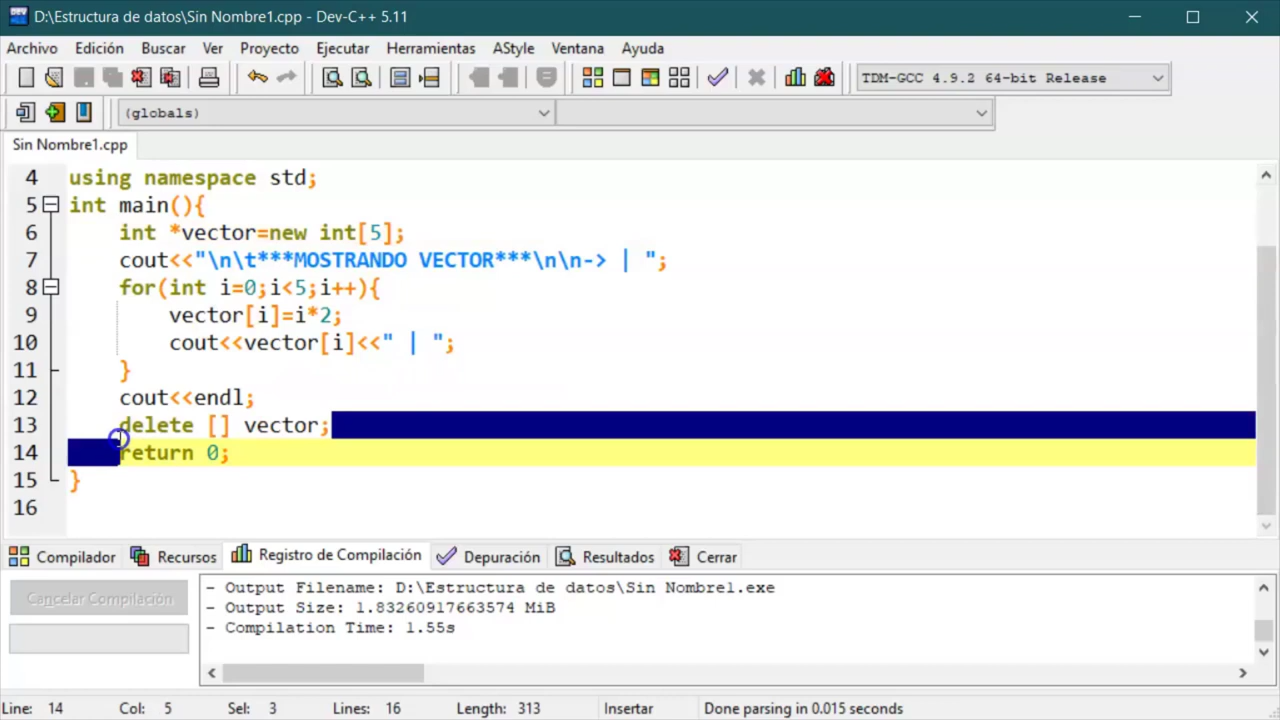 D:\Estructura de datos\Sin Nombre1.cpp - Dev-C++ 5.11
Archivo Edición Buscar Ver Proyecto Ejecutar Herramientas AStyle Ventana Ayuda
TDM-GCC 4.9.2 64-bit Release
(globals)
Sin Nombre1.cpp
4 using namespace std;
5 int main(){
6 int *vector=new int[5];
7 cout<<"\n\t***MOSTRANDO VECTOR***\n\n-> | ";
8 for(int i=0;i<5;i++){
9 vector[i]=i*2;
10 cout<<vector[i]<<" | ";
11 }
12 cout<<endl;
13 delete [] vector;
14 return 0;
15 }
16
Compilador Recursos Registro de Compilación Depuración Resultados Cerrar
Cancelar Compilación
- Output Filename: D:\Estructura de datos\Sin Nombre1.exe
- Output Size: 1.83260917663574 MiB
- Compilation Time: 1.55s
Line: 14 Col: 5 Sel: 3 Lines: 16 Length: 313 Insertar Done parsing in 0.015 seconds